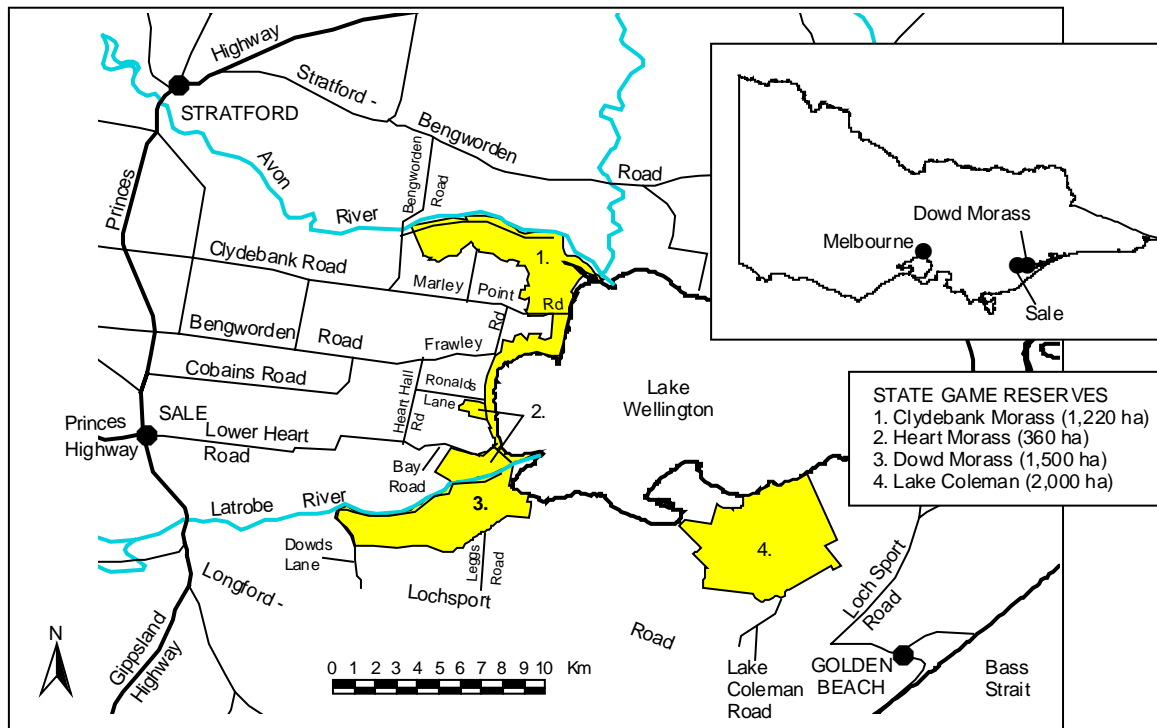 Highway
STRATFORD
Stratford -
Bengworden
Road
Princes
Avon
River
Bengworden
Road
Clydebank Road
Marley
Point
Rd
1.
Bengworden
Road
Frawley
Rd
Cobains Road
Heart Hall
Rd
Ronalds
Lane
2.
Lake
Wellington
SALE
Princes
Highway
Lower Heart
Road
Bay
Road
Latrobe
River
3.
4.
Dowds
Lane
Leggs
Road
Longford -
Lochsport
Road
Gippsland
Highway
N
0 1 2 3 4 5 6 7 8 9 10 Km
Lake
Coleman
Road
Loch Sport
Road
GOLDEN
BEACH
Bass
Strait
Dowd Morass
Melbourne
Sale
STATE GAME RESERVES
1. Clydebank Morass (1,220 ha)
2. Heart Morass (360 ha)
3. Dowd Morass (1,500 ha)
4. Lake Coleman (2,000 ha)